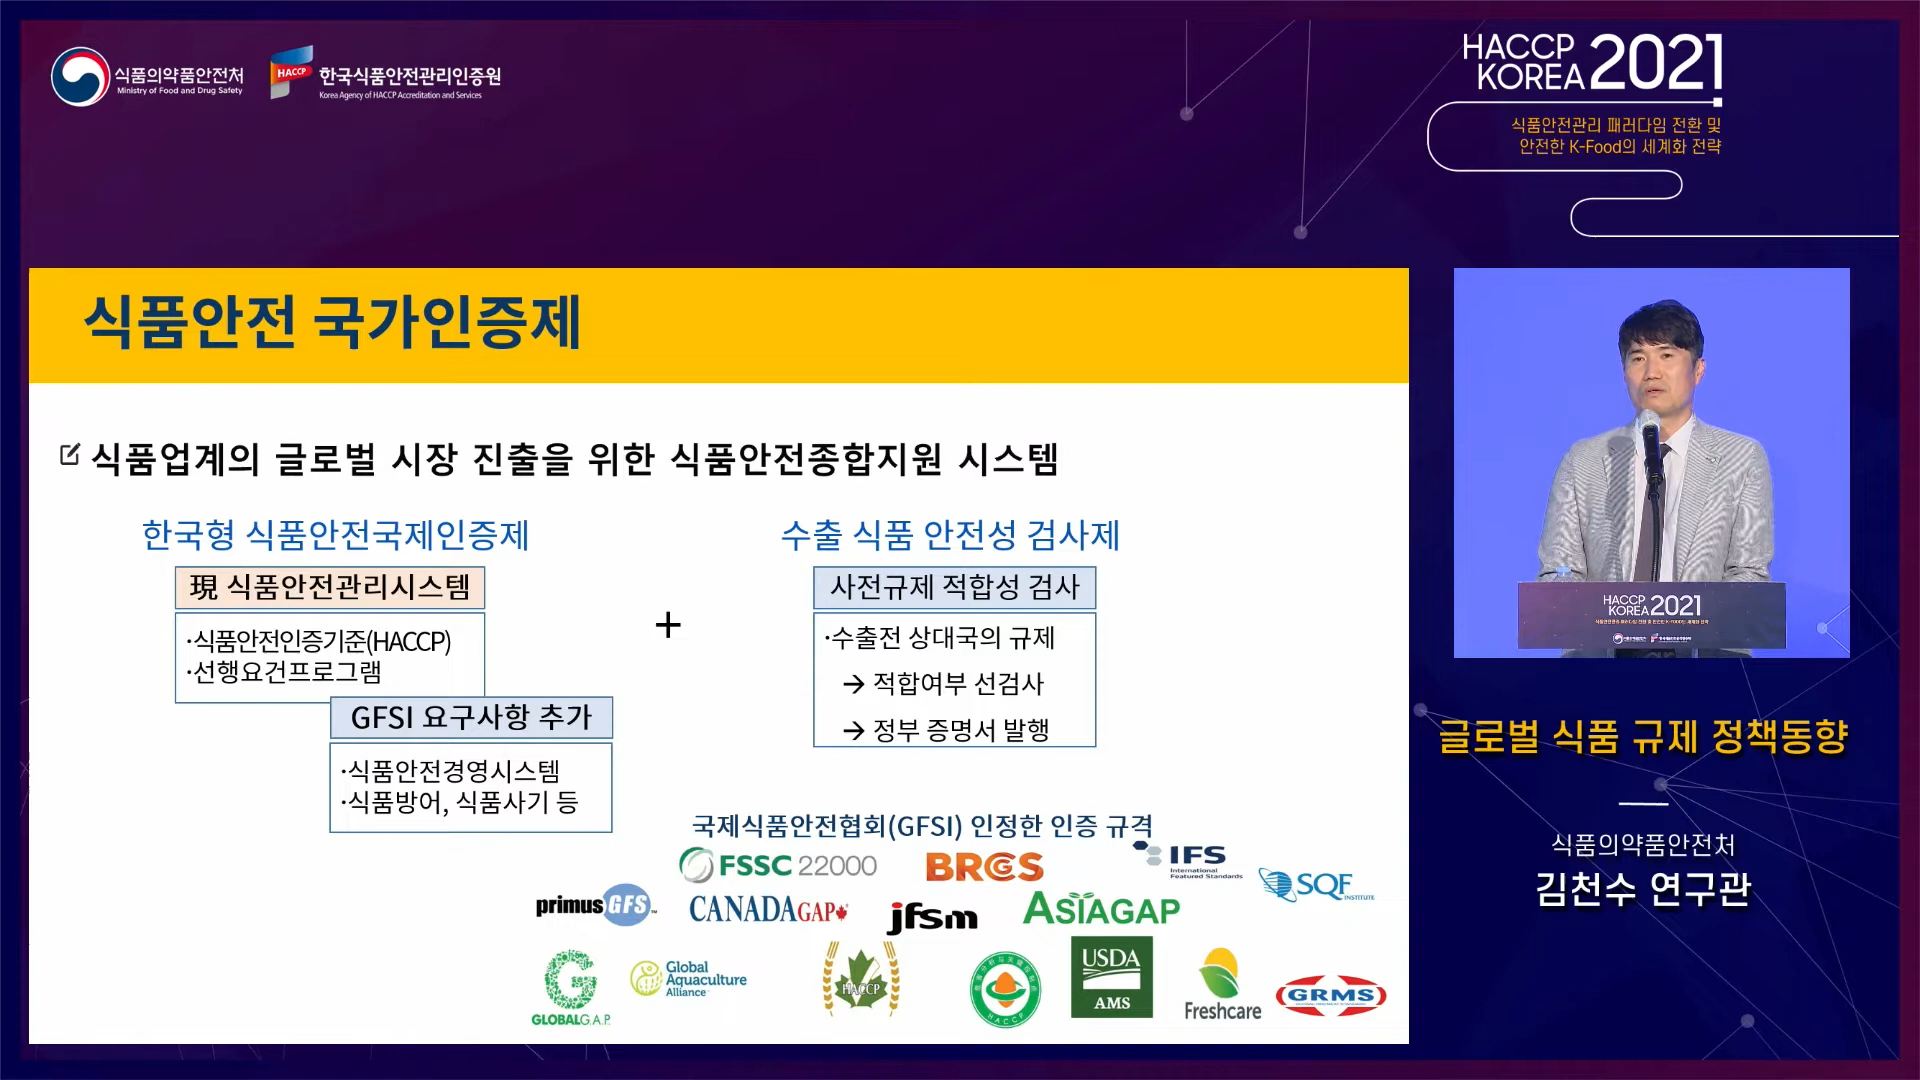 식품의약품안전처
Ministry of Food and Drug Safety
HACCP
한국식품안전관리인증원
Korea Agency of HACCP Accreditation and Services
HACCP
KOREA 2021
식품안전관리 패러다임 전환 및
안전한 K-Food의 세계화 전략
식품안전 국가인증제
식품업계의 글로벌 시장 진출을 위한 식품안전종합지원 시스템
한국형 식품안전국제인증제
現 식품안전관리시스템
·식품안전인증기준(HACCP)
·선행요건프로그램
GFSI 요구사항 추가
·식품안전경영시스템
·식품방어, 식품사기 등
+
수출 식품 안전성 검사제
사전규제 적합성 검사
·수출전 상대국의 규제
→ 적합여부 선검사
→ 정부 증명서 발행
국제식품안전협회(GFSI) 인정한 인증 규격
FSSC 22000
BRCGS
IFS
International
Featured Standards
SQF
INSTITUTE
primusGFS™
CANADAGAP
jfsm
ASIAGAP
GLOBALG.A.P.
Global
Aquaculture
Alliance
HACCP
HACCP
USDA
AMS
Freshcare
GRMS
HACCP
KOREA 2021
글로벌 식품 규제 정책동향
식품의약품안전처
김천수 연구관